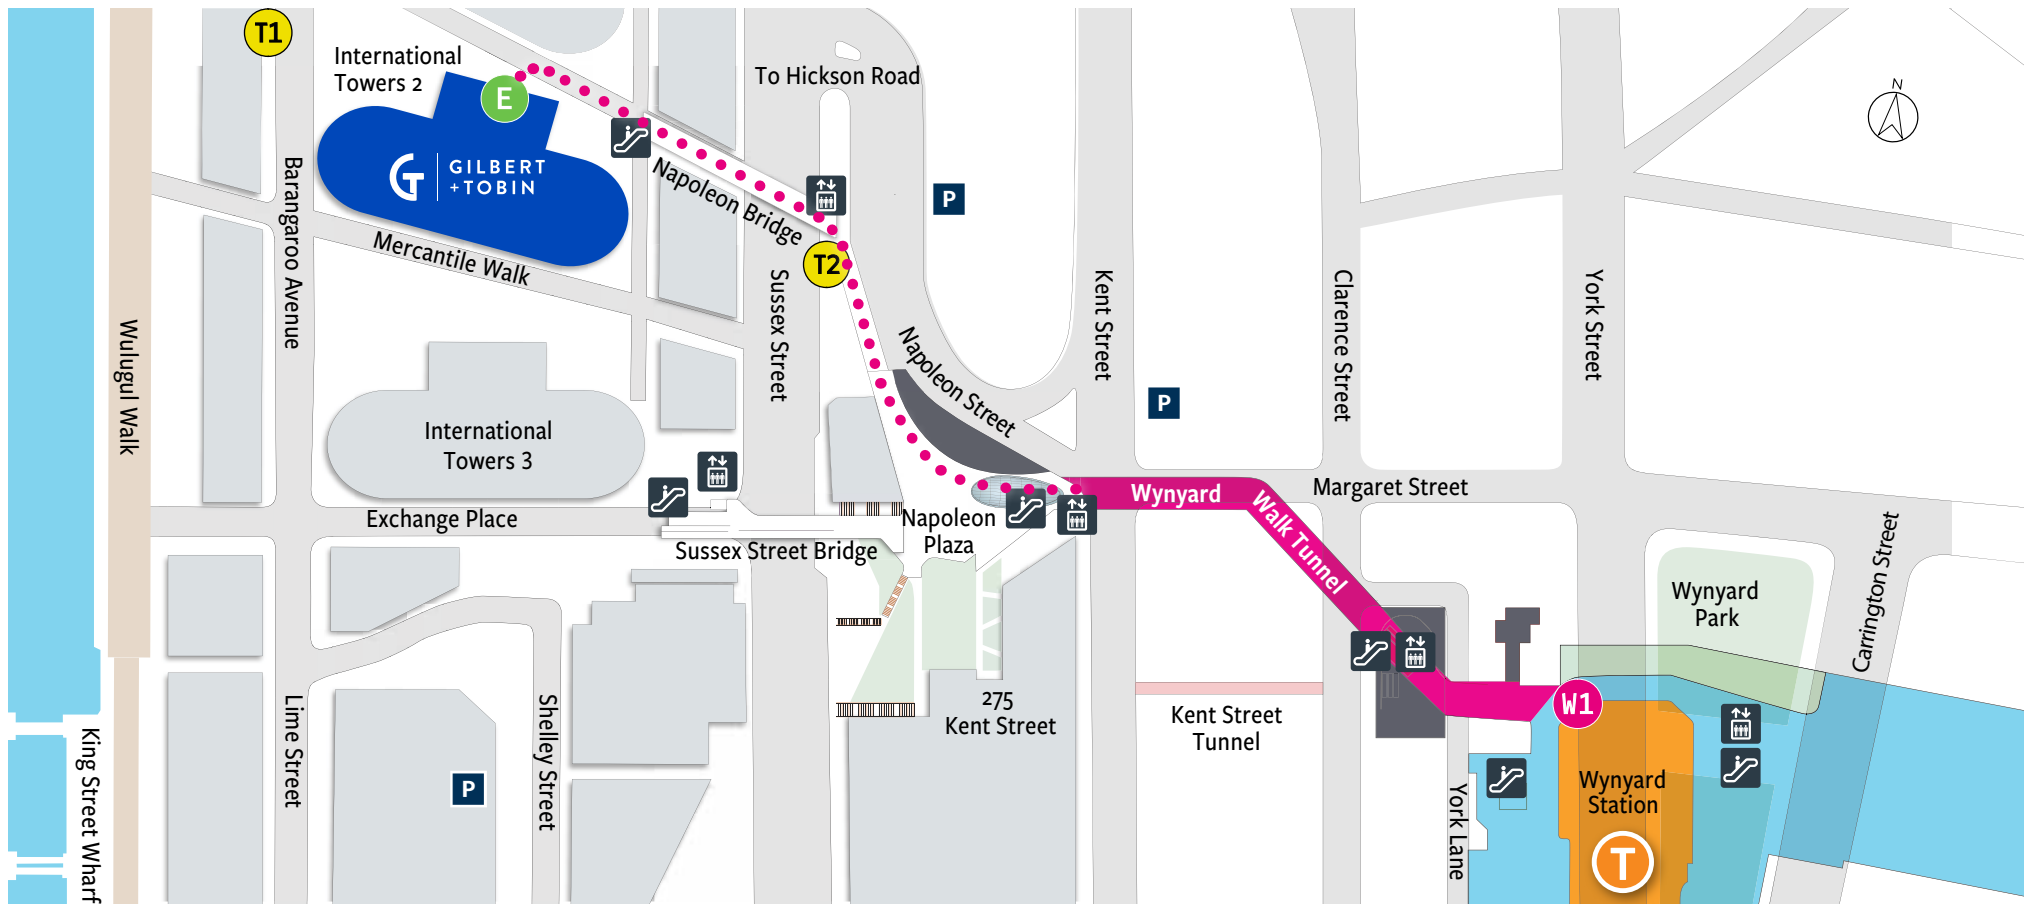 T1
International
Towers 2
E
GILBERT
+TOBIN
To Hickson Road
N
Barangaroo Avenue
Napoleon Bridge
P
Mercantile Walk
T2
Sussex Street
Kent Street
Clarence Street
York Street
Wulugul Walk
Napoleon Street
P
International
Towers 3
Exchange Place
Sussex Street Bridge
Napoleon
Plaza
Wynyard
Walk Tunnel
Margaret Street
Carrington Street
Wynyard
Park
275
Kent Street
Kent Street
Tunnel
W1
King Street Wharf
Lime Street
Shelley Street
P
York Lane
Wynyard
Station
T